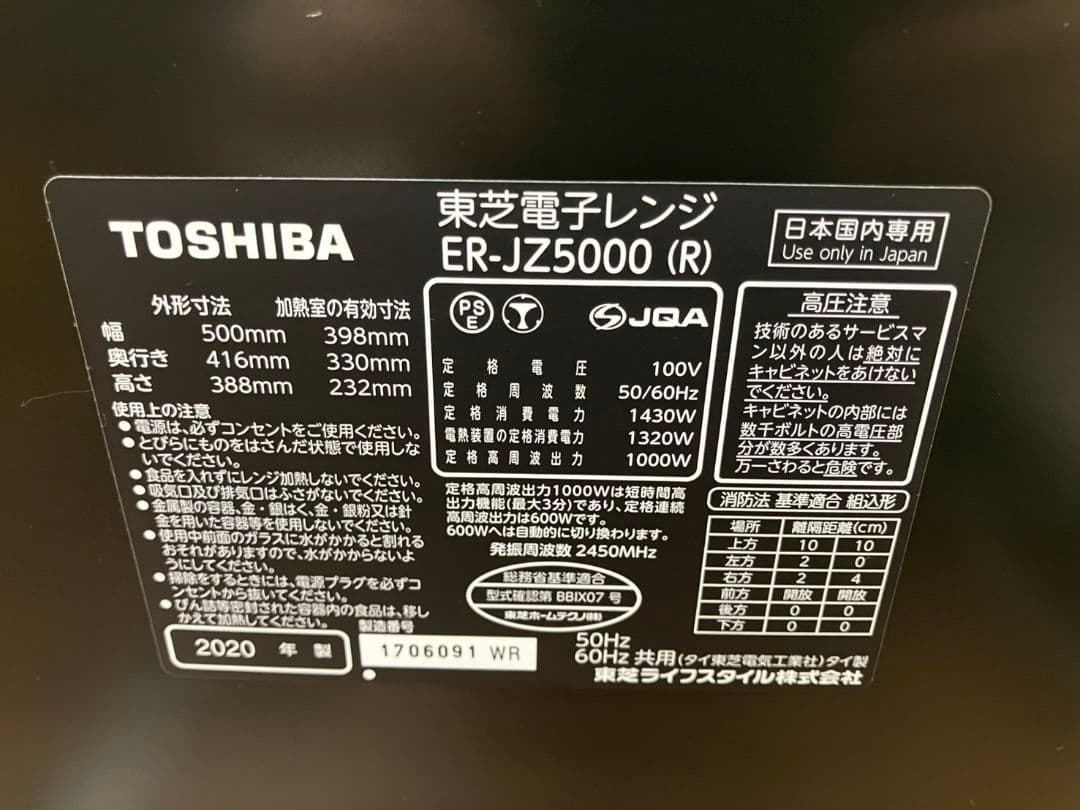 TOSHIBA
東芝電子レンジ
ER-JZ5000 (R)
日本国内専用
Use only in Japan
外形寸法 加熱室の有効寸法
幅 500mm 398mm
奥行き 416mm 330mm
高さ 388mm 232mm
使用上の注意
●電源は、必ずコンセントをご使用ください。
●とびらにものをはさんだ状態で使用しな
いでください。
●食品を入れずにレンジ加熱しないでください。
●吸気口及び排気口はふさがないでください。
●金属製の容器、金・銀はく、金・銀粉又は針
金を用いた容器等を使用しないでください。
●使用中前面のガラスに水がかかると割れる
おそれがありますので、水がかからないよ
うにしてください。
●掃除をするときには、電源プラグを必ずコ
ンセントから抜いてください。
●びん詰等密封された容器内の食品は、移し
かえて加熱してください。
製造番号
2020 年 製
1706091 WR
PS
E
JQA
定格電圧 100V
定格周波数 50/60Hz
定格消費電力 1430W
電熱装置の定格消費電力 1320W
定格高周波出力 1000W
定格高周波出力1000Wは短時間高
出力機能(最大3分)であり、定格連続
高周波出力は600Wです。
600Wへは自動的に切り換わります。
発振周波数 2450MHz
総務省基準適合
型式確認第 BBIX07 号
東芝ホームテクノ(株)
50Hz
60Hz 共用(タイ東芝電気工業社)タイ製
東芝ライフスタイル株式会社
高圧注意
技術のあるサービスマ
ン以外の人は絶対に
キャビネットをあけない
でください。
キャビネットの内部には
数千ボルトの高電圧部
分が数多くあります。
万一さわると危険です。
消防法 基準適合 組込形
場所 離隔距離(cm)
上方 10 10
左方 2 0
右方 2 4
前方 開放 開放
後方 0 0
下方 0 0